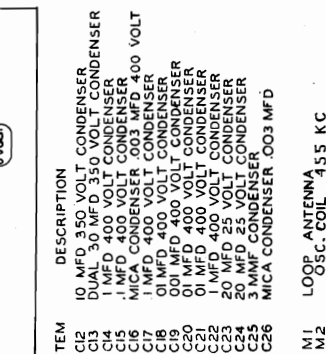 TEM DESCRIPTION
C12 10 MFD 350 VOLT CONDENSER
C13 DUAL 30 MFD 350 VOLT CONDENSER
C14 .1 MFD 400 VOLT CONDENSER
C15 .1 MFD 400 VOLT CONDENSER
C16 MICA CONDENSER .003 MFD 400 VOLT
C17 .1 MFD 400 VOLT CONDENSER
C18 .01 MFD 400 VOLT CONDENSER
C19 .001 MFD 400 VOLT CONDENSER
C20 .01 MFD 400 VOLT CONDENSER
C21 .01 MFD 400 VOLT CONDENSER
C22 .1 MFD 400 VOLT CONDENSER
C23 20 MFD 25 VOLT CONDENSER
C24 20 MFD 25 VOLT CONDENSER
C25 3 MMF CONDENSER
C26 MICA CONDENSER .003 MFD
M1 LOOP ANTENNA
M2 OSC. COIL 455 KC